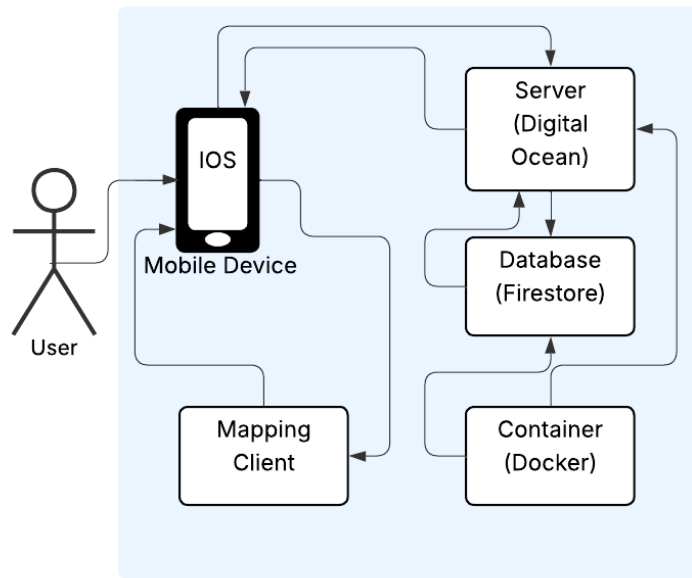 Server
(Digital
Ocean)
IOS
Mobile Device
Database
(Firestore)
User
Mapping
Client
Container
(Docker)